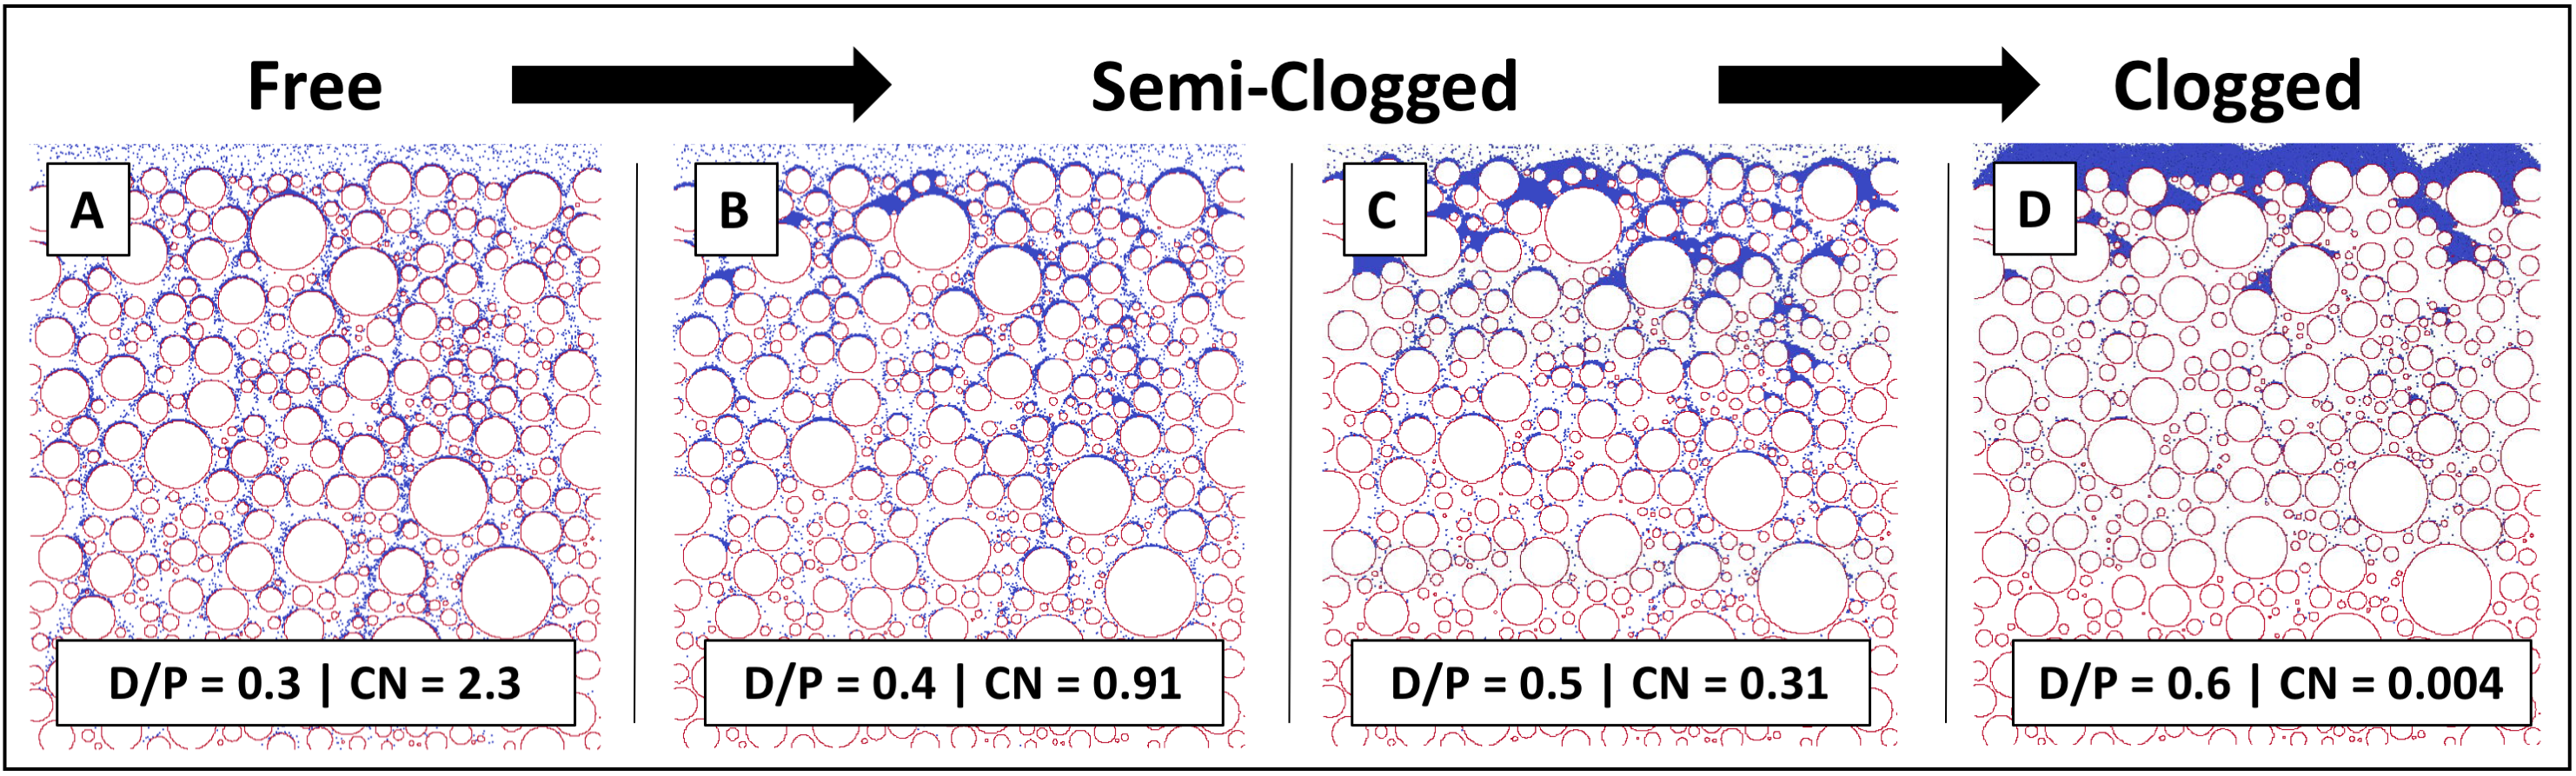 Free
Semi-Clogged
Clogged
A
B
C
D
D/P = 0.3 | CN = 2.3
D/P = 0.4 | CN = 0.91
D/P = 0.5 | CN = 0.31
D/P = 0.6 | CN = 0.004